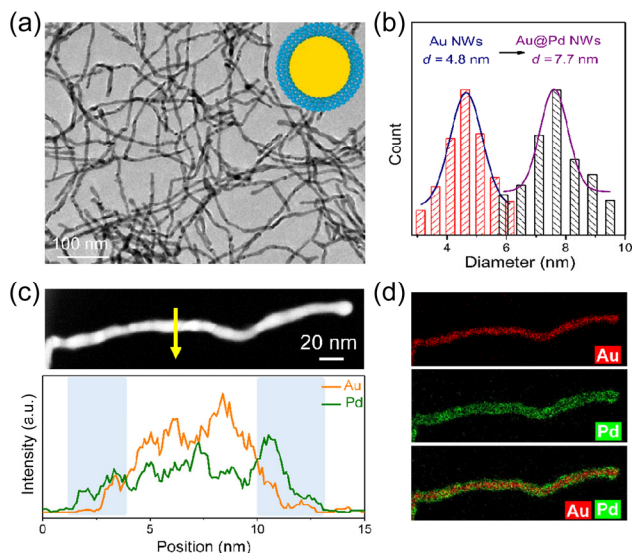 (a)
100 nm
(b)
Au NWs
Au@Pd NWs
d = 4.8 nm
d = 7.7 nm
Count
4
6
8
10
Diameter (nm)
(c)
20 nm
Au
Pd
Intensity (a.u.)
0
5
10
15
Position (nm)
(d)
Au
Pd
Au Pd